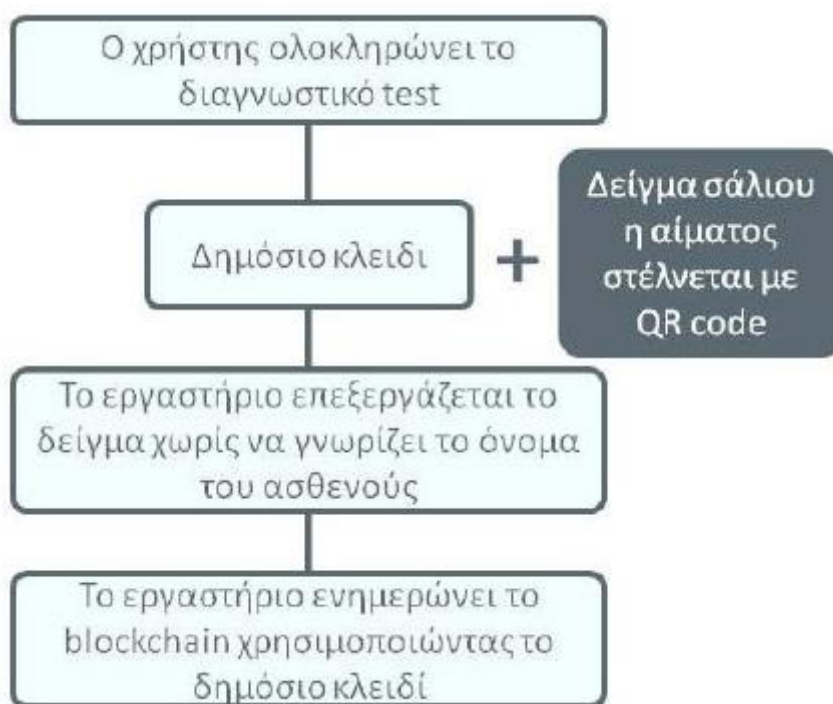 Ο χρήστης ολοκληρώνει το
διαγνωστικό test
Δημόσιο κλειδι
+
Δείγμα σάλιου
η αίματος
στέλνεται με
QR code
Το εργαστήριο επεξεργάζεται το
δείγμα χωρίς να γνωρίζει το όνομα
του ασθενούς
Το εργαστήριο ενημερώνει το
blockchain χρησιμοποιώντας το
δημόσιο κλειδί